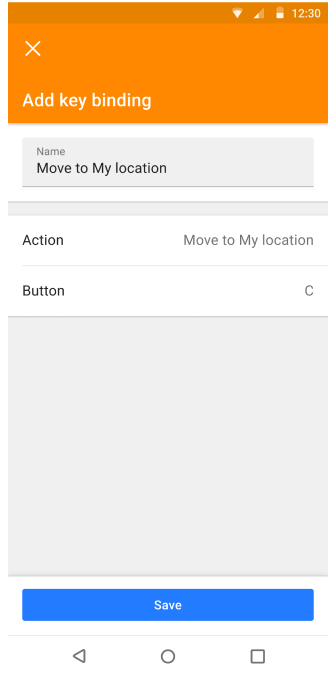 12:30
Add key binding
Name
Move to My location
Action Move to My location
Button C
Save